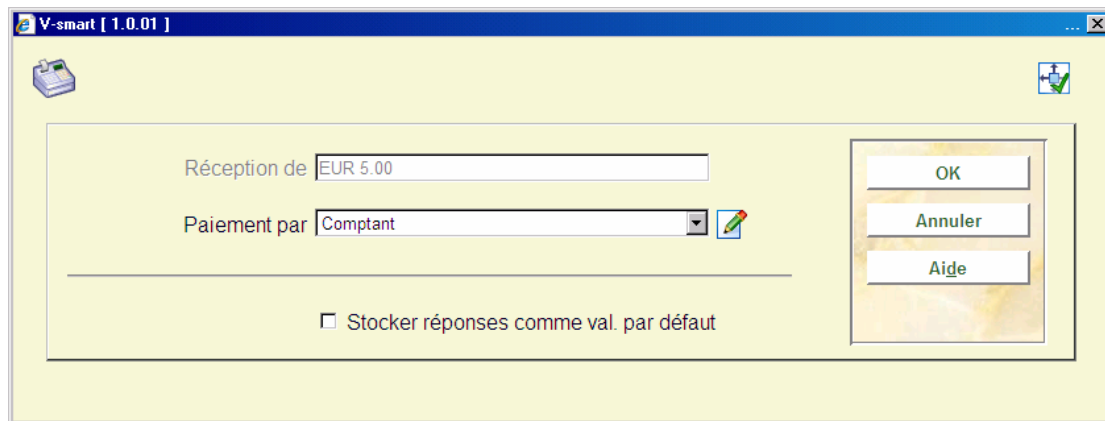 V-smart [ 1.0.01 ]
...
Réception de EUR 5.00
OK
Paiement par Comptant
Annuler
Aide
Stocker réponses comme val. par défaut